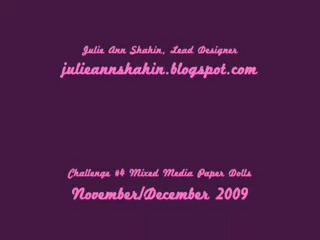 Julie Ann Shahin, Lead Designer
julieannshahin.blogspot.com
Challenge #4 Mixed Media Paper Dolls
November/December 2009